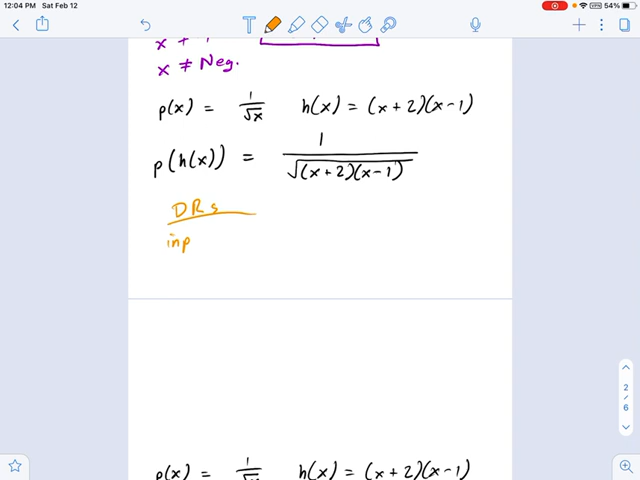 12:04 PM Sat Feb 12
54%
x ≠ Neg.
p(x) = 1/√x h(x) = (x+2)(x-1)
p(h(x)) = 1/√(x+2)(x-1)
DRs
inp
2/6
p(x) = 1/√x h(x) = (x+2)(x-1)